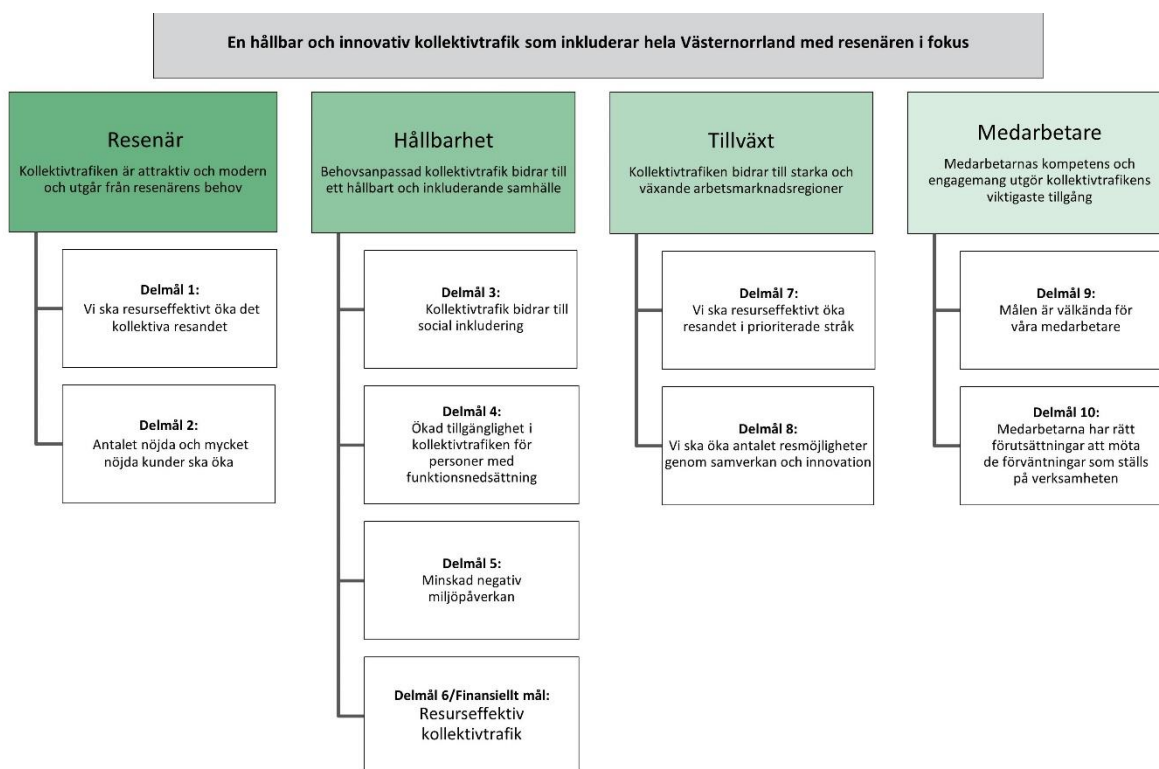 En hållbar och innovativ kollektivtrafik som inkluderar hela Västernorrland med resenären i fokus
Resenär
Kollektivtrafiken är attraktiv och modern
och utgår från resenärens behov
Delmål 1:
Vi ska resurseffektivt öka det
kollektiva resandet
Delmål 2:
Antalet nöjda och mycket
nöjda kunder ska öka
Hållbarhet
Behovsanpassad kollektivtrafik bidrar till
ett hållbart och inkluderande samhälle
Delmål 3:
Kollektivtrafik bidrar till
social inkludering
Delmål 4:
Ökad tillgänglighet i
kollektivtrafiken för
personer med
funktionsnedsättning
Delmål 5:
Minskad negativ
miljöpåverkan
Delmål 6/Finansiellt mål:
Resurseffektiv
kollektivtrafik
Tillväxt
Kollektivtrafiken bidrar till starka och
växande arbetsmarknadsregioner
Delmål 7:
Vi ska resurseffektivt öka
resandet i prioriterade stråk
Delmål 8:
Vi ska öka antalet resmöjligheter
genom samverkan och innovation
Medarbetare
Medarbetarnas kompetens och
engagemang utgör kollektivtrafikens
viktigaste tillgång
Delmål 9:
Målen är välkända för
våra medarbetare
Delmål 10:
Medarbetarna har rätt
förutsättningar att möta
de förväntningar som ställs
på verksamheten